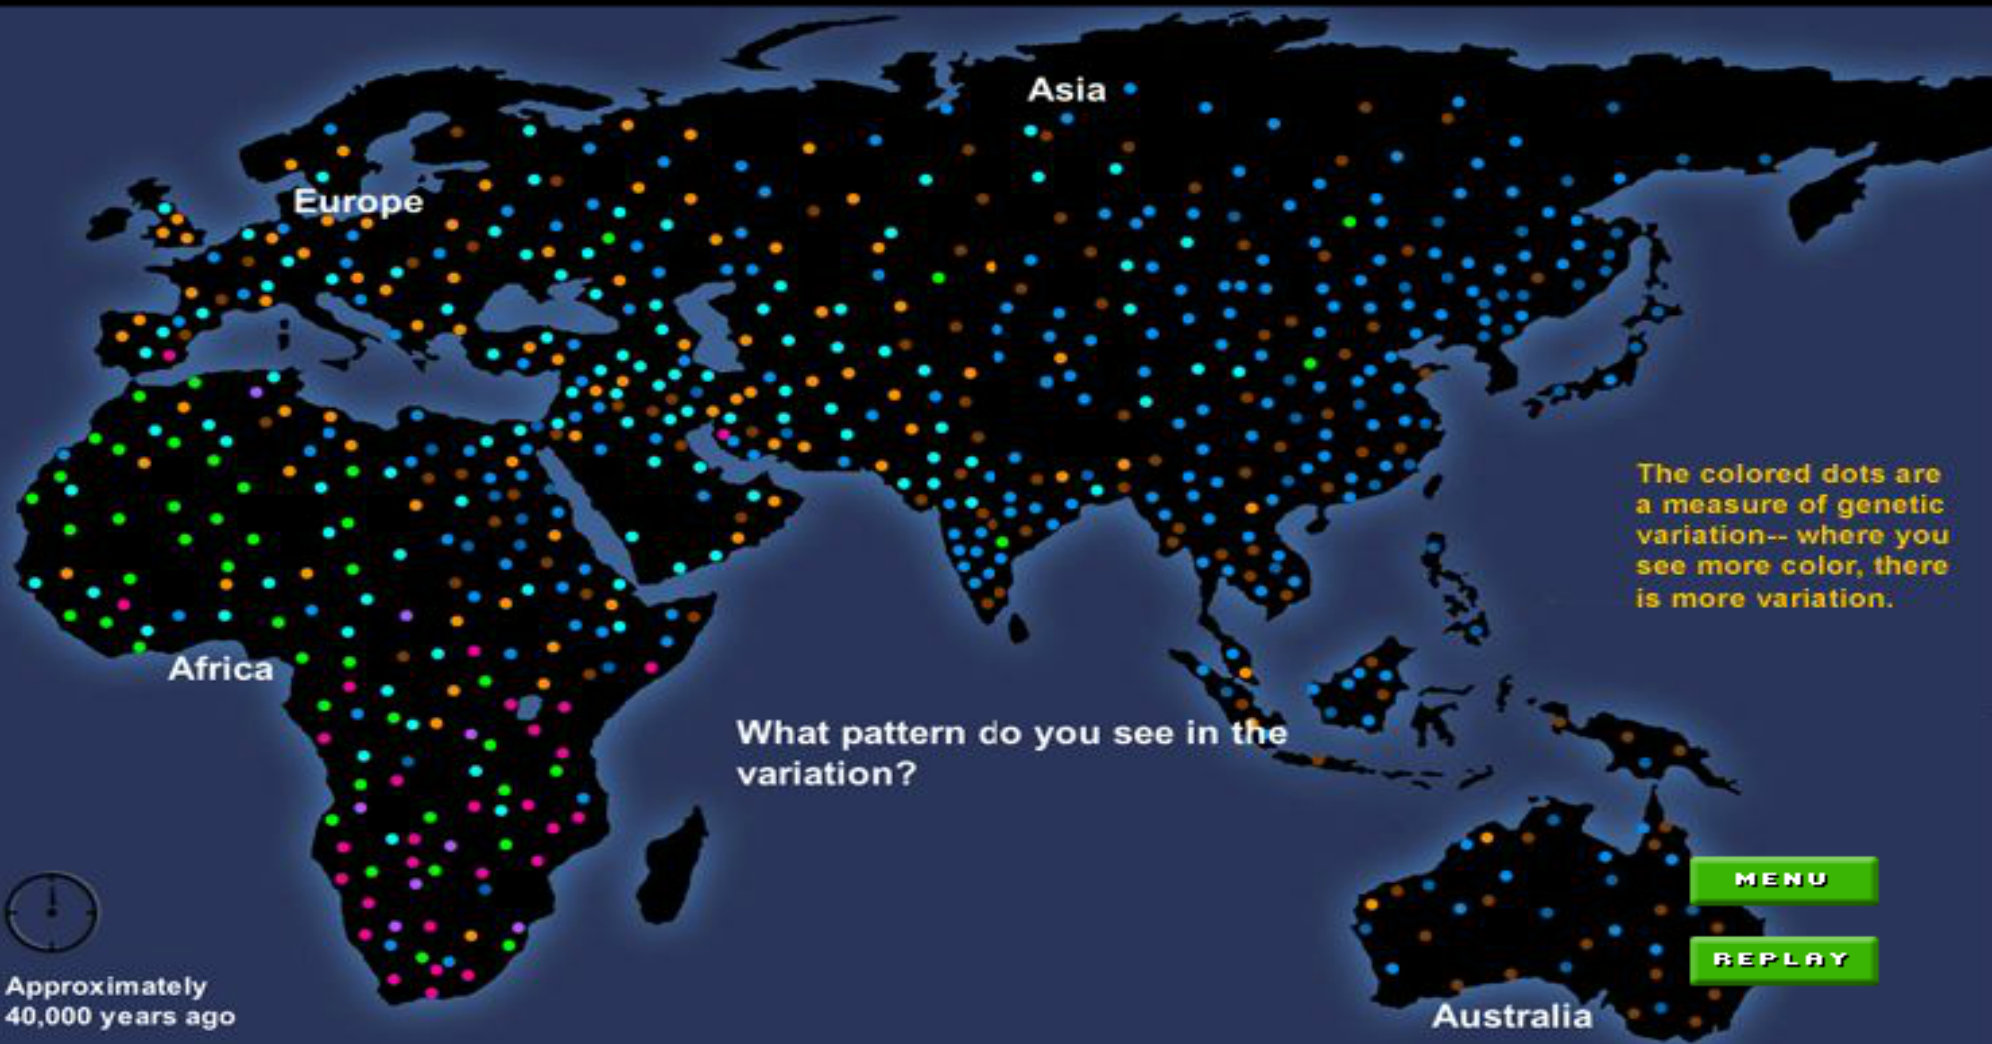 Asia
Europe
The colored dots are
a measure of genetic
variation-- where you
see more color, there
is more variation.
Africa
What pattern do you see in the
variation?
MENU
REPLAY
Approximately
40,000 years ago
Australia